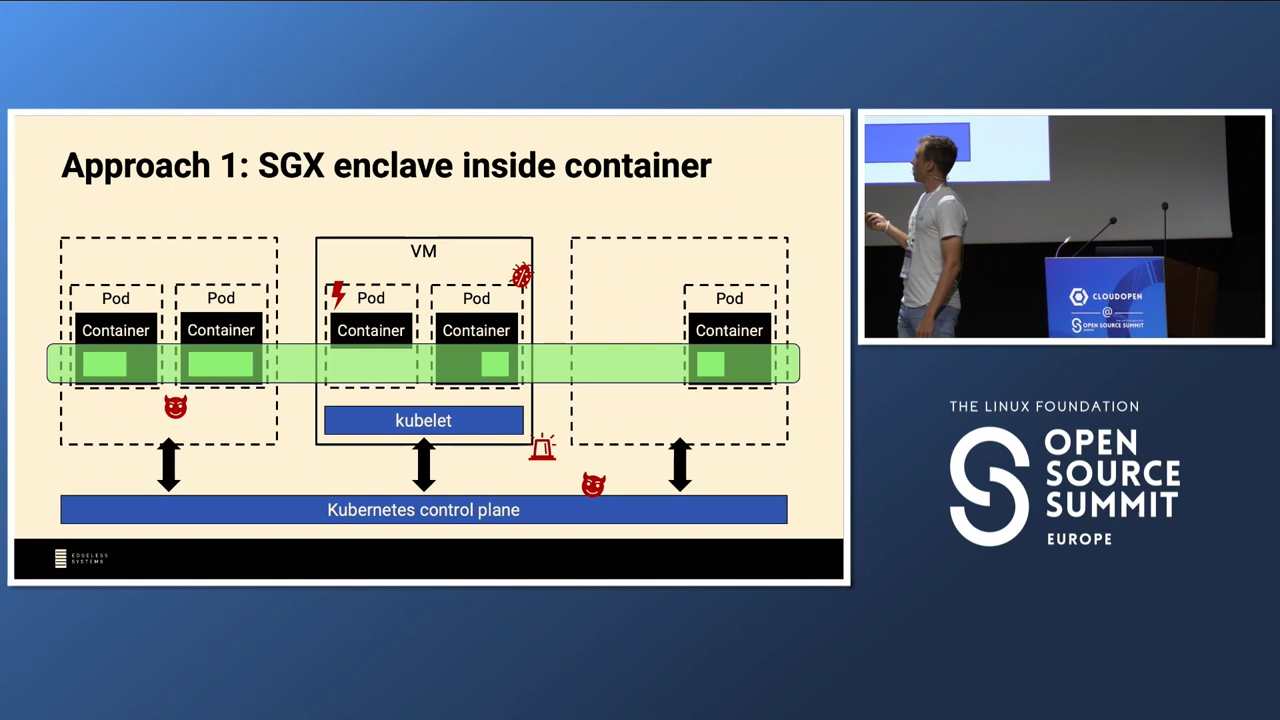 Approach 1: SGX enclave inside container
VM
Pod
Pod
Pod
Pod
Pod
Container
Container
Container
Container
Container
kubelet
Kubernetes control plane
EDGELESS
SYSTEMS
CLOUDOPEN
@
OPEN SOURCE SUMMIT
THE LINUX FOUNDATION
OPEN
SOURCE
SUMMIT
EUROPE